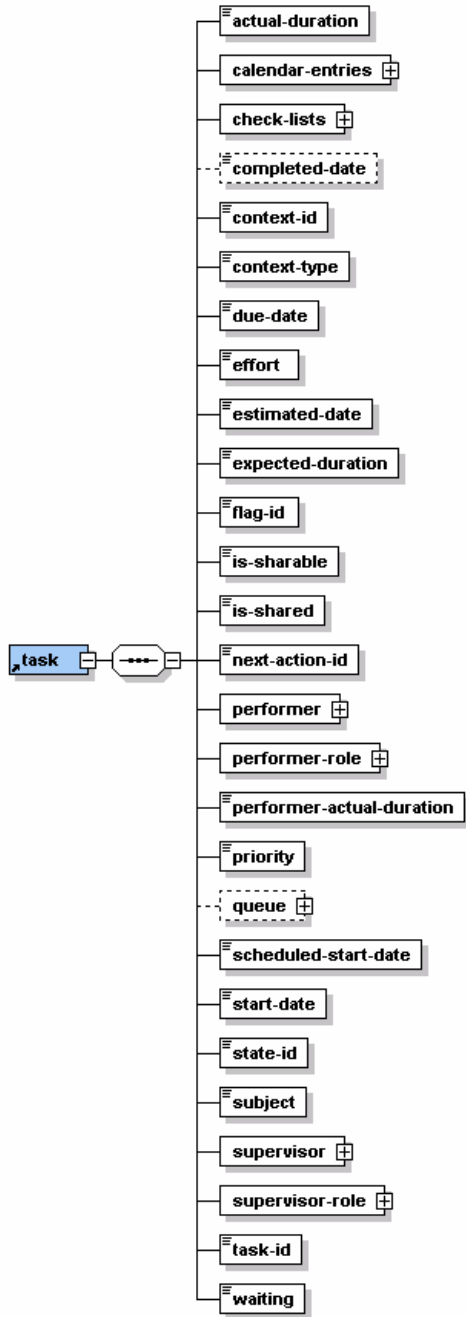 actual-duration
calendar-entries
check-lists
completed-date
context-id
context-type
due-date
effort
estimated-date
expected-duration
flag-id
is-sharable
is-shared
task
next-action-id
performer
performer-role
performer-actual-duration
priority
queue
scheduled-start-date
start-date
state-id
subject
supervisor
supervisor-role
task-id
waiting